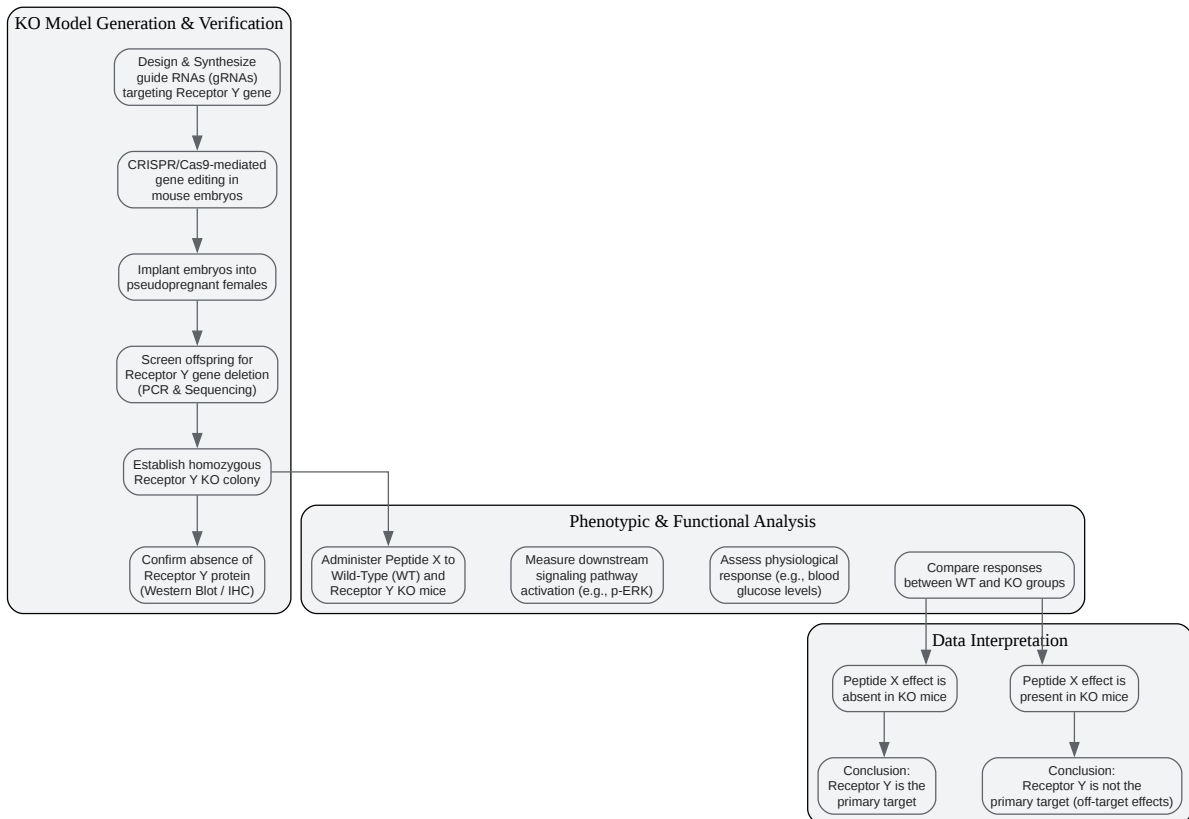 KO Model Generation & Verification
Design & Synthesize
guide RNAs (gRNAs)
targeting Receptor Y gene
CRISPR/Cas9-mediated
gene editing in
mouse embryos
Implant embryos into
pseudopregnant females
Screen offspring for
Receptor Y gene deletion
(PCR & Sequencing)
Establish homozygous
Receptor Y KO colony
Confirm absence of
Receptor Y protein
(Western Blot / IHC)
Phenotypic & Functional Analysis
Administer Peptide X to
Wild-Type (WT) and
Receptor Y KO mice
Measure downstream
signaling pathway
activation (e.g., p-ERK)
Assess physiological
response (e.g., blood
glucose levels)
Compare responses
between WT and KO groups
Data Interpretation
Peptide X effect is
absent in KO mice
Peptide X effect is
present in KO mice
Conclusion:
Receptor Y is the
primary target
Conclusion:
Receptor Y is not the
primary target (off-target effects)